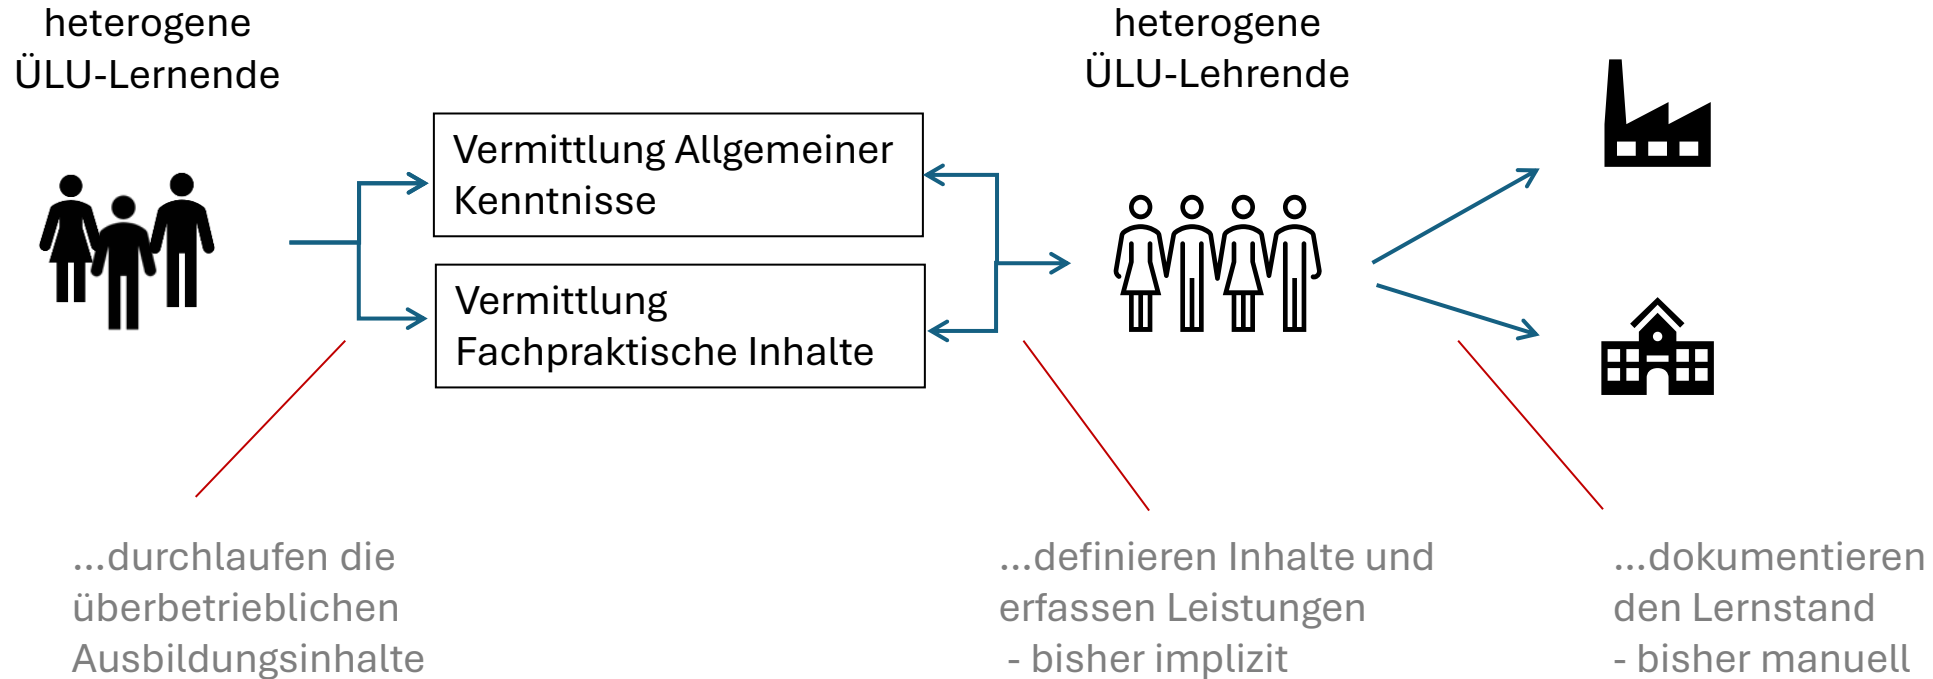 heterogene
ÜLU-Lernende
heterogene
ÜLU-Lehrende
Vermittlung Allgemeiner
Kenntnisse
Vermittlung
Fachpraktische Inhalte
...durchlaufen die
überbetrieblichen
Ausbildungsinhalte
...definieren Inhalte und
erfassen Leistungen
- bisher implizit
...dokumentieren
den Lernstand
- bisher manuell